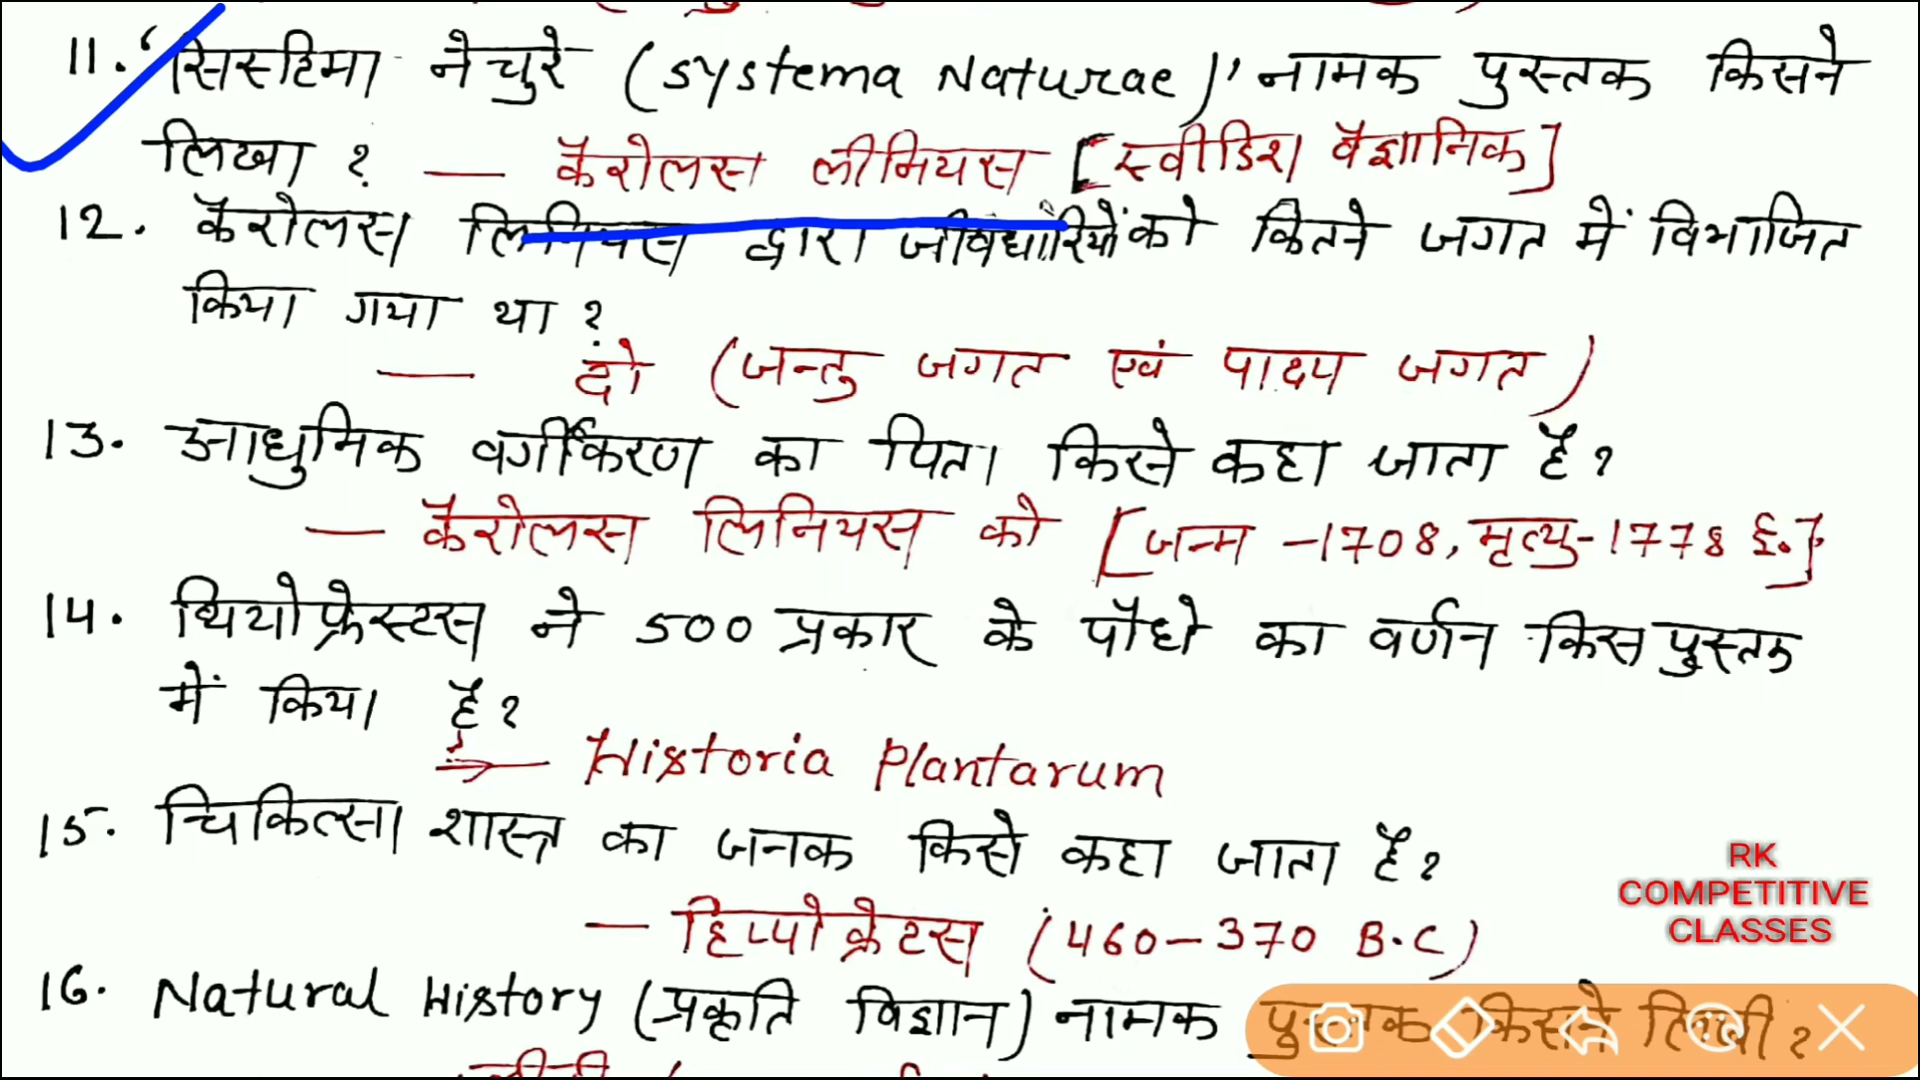 11. ‘सिस्टिमा नेचुरे (Systema Naturae)’ नामक पुस्तक किसने
लिखा ? — कैरोलस लीनियस [स्वीडिश वैज्ञानिक]
12. कैरोलस लिनियस द्वारा जीवधारियों को कितने जगत में विभाजित
किया गया था ?
— दो (जन्तु जगत एवं पादप जगत)
13. आधुनिक वर्गीकरण का पिता किसे कहा जाता है ?
— कैरोलस लिनियस को [जन्म -1708, मृत्यु-1778 ई.]
14. थियोफ्रेस्टस ने 500 प्रकार के पौधो का वर्णन किस पुस्तक
में किया है ?
— Historia Plantarum
15. चिकित्सा शास्त्र का जनक किसे कहा जाता है ?
— हिप्पोक्रेटस (460-370 B.C)
RK
COMPETITIVE
CLASSES
16. Natural History (प्रकृति विज्ञान) नामक पुस्तक किसने लिखी ?